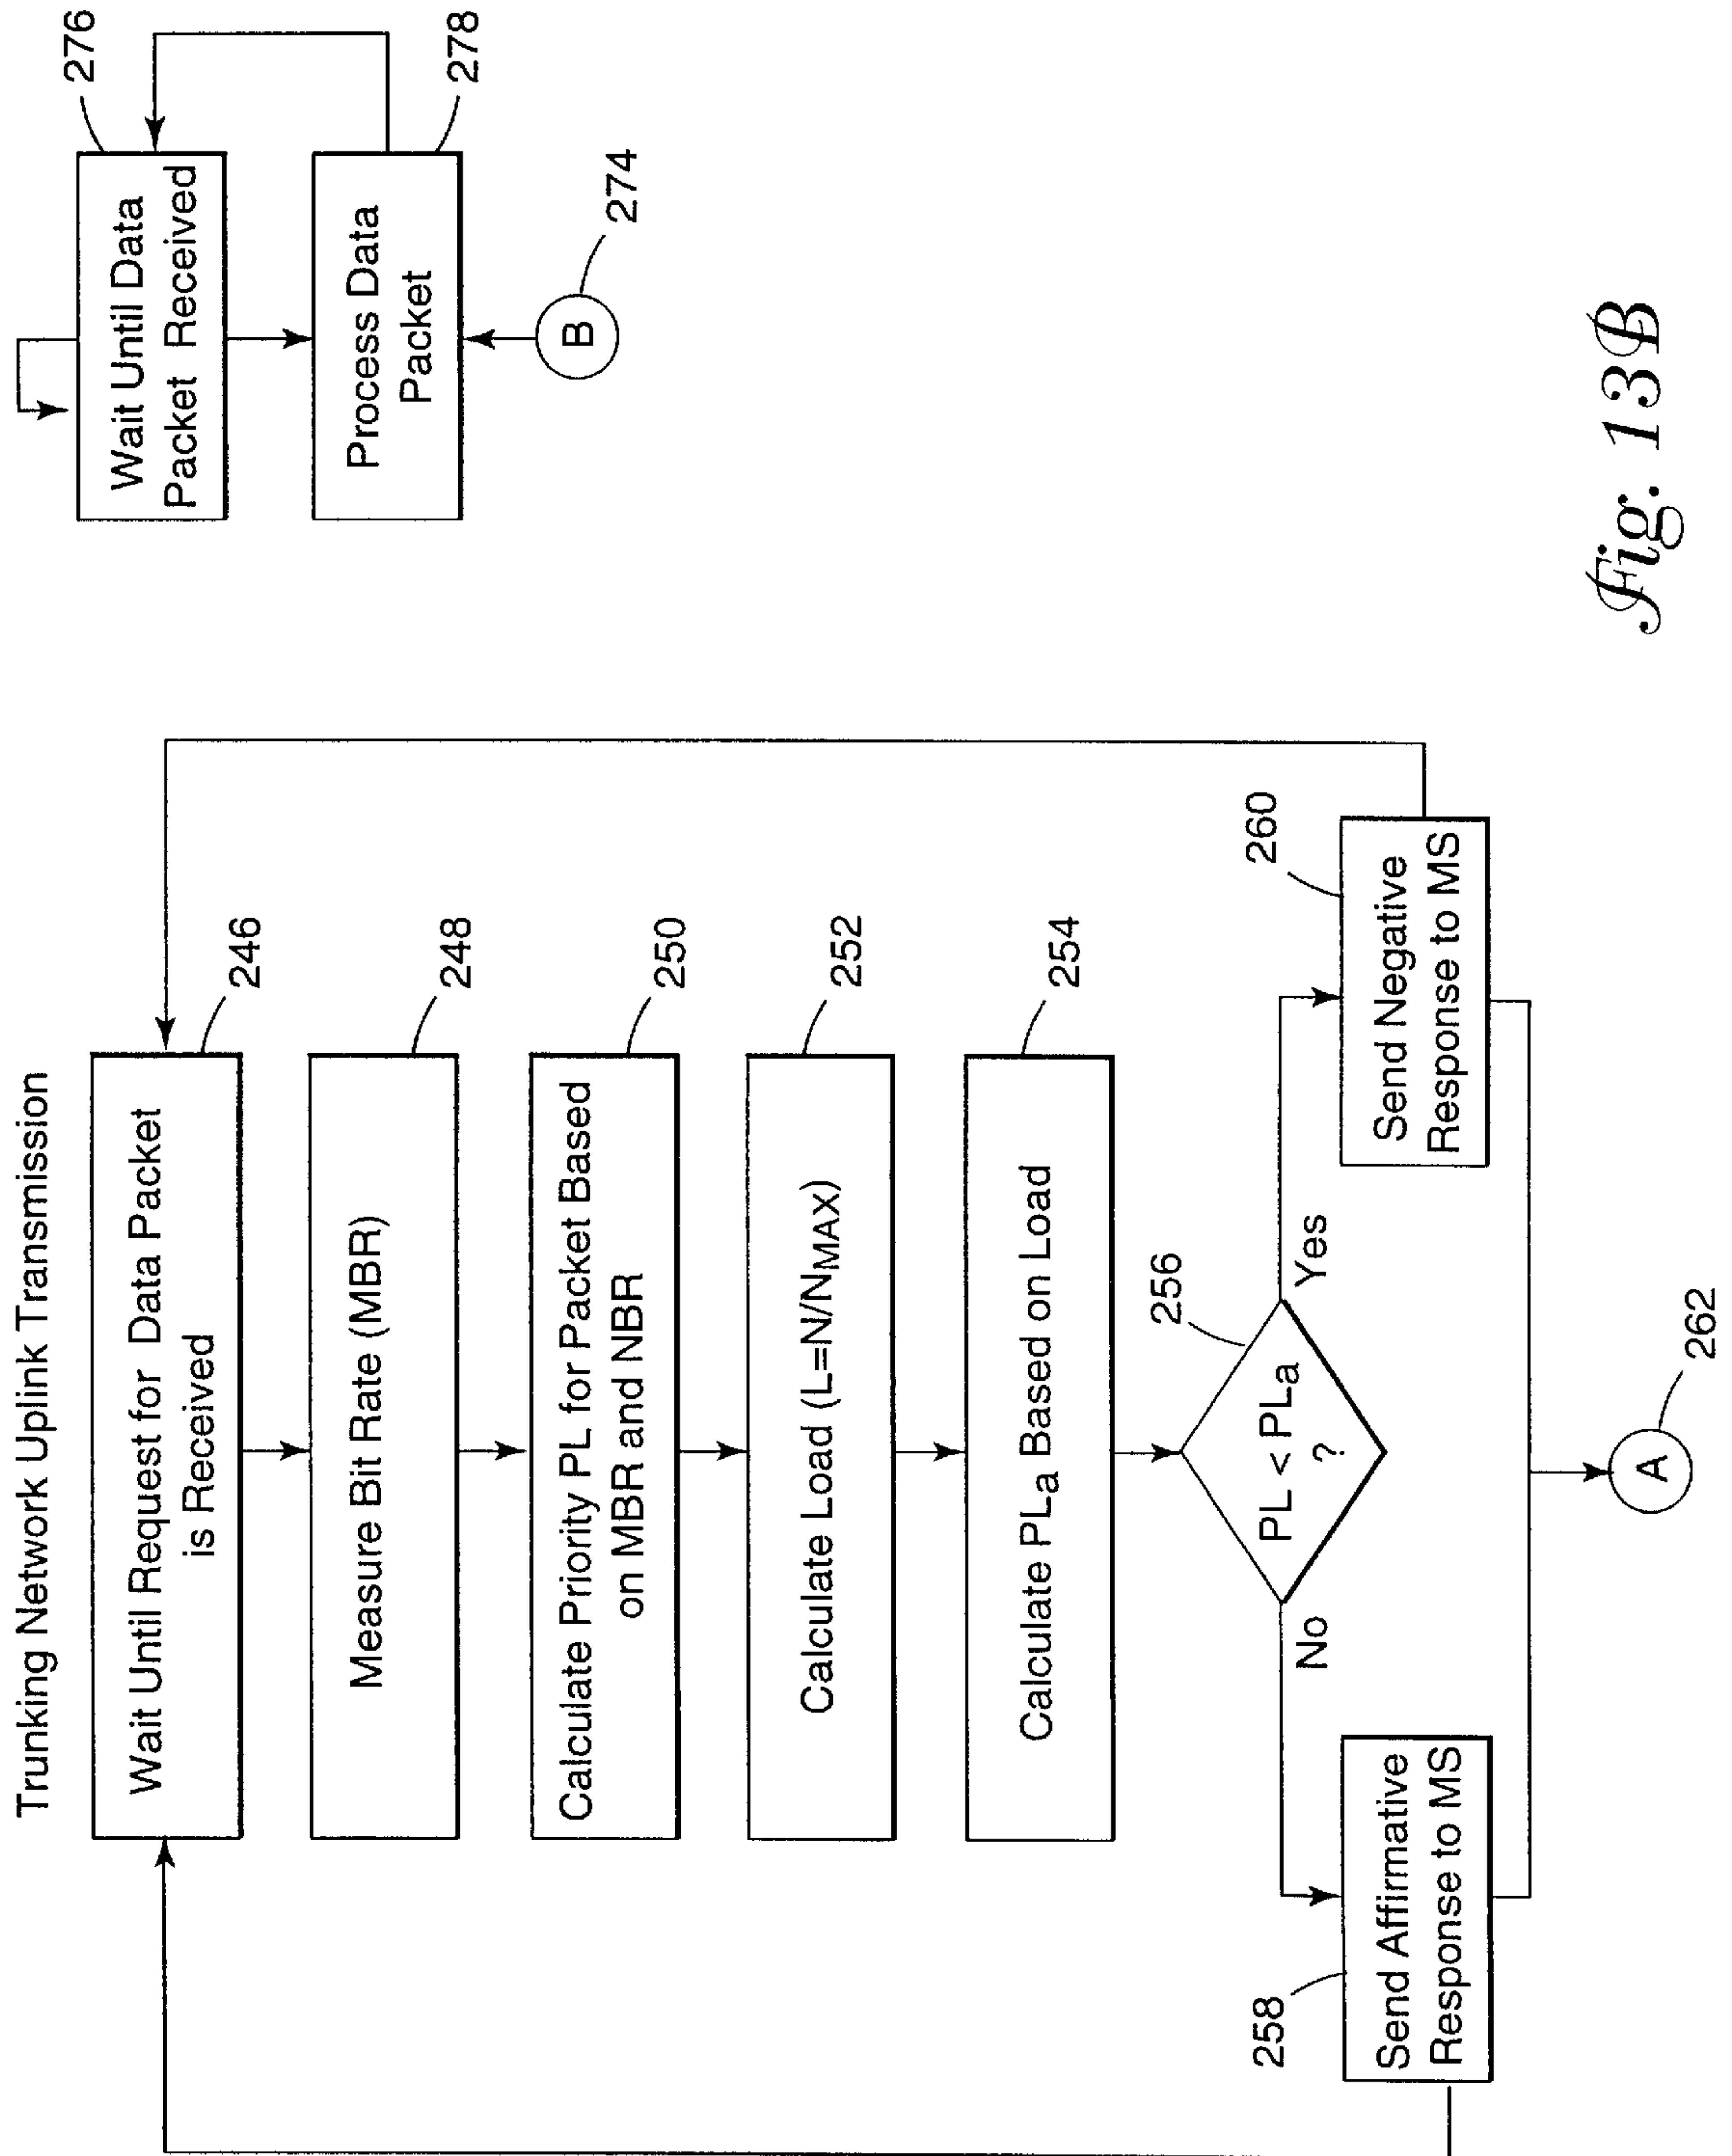 Trunking Network Uplink Transmission
Wait Until Request for Data Packet
is Received
246
Measure Bit Rate (MBR)
248
Calculate Priority PL for Packet Based
on MBR and NBR
250
Calculate Load (L=N/NMAX)
252
Calculate PLa Based on Load
254
PL < PLa
?
256
No
Yes
258
Send Affirmative
Response to MS
260
Send Negative
Response to MS
A
262
Wait Until Data
Packet Received
276
Process Data
Packet
278
B
274
Fig. 13B